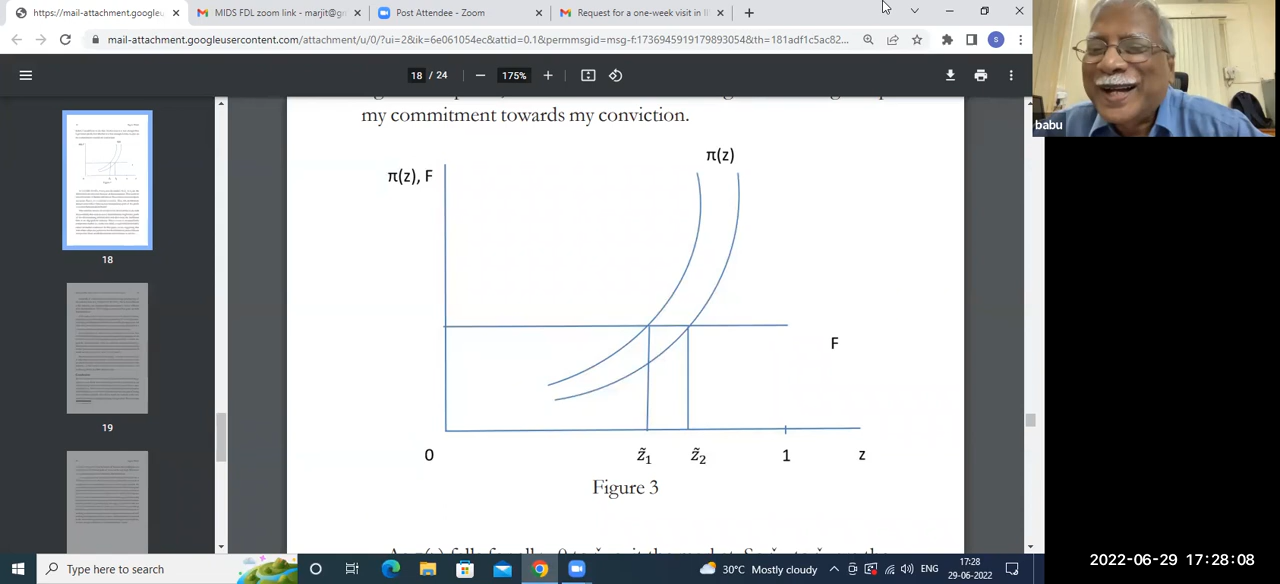 https://mail-attachment.googleu
MIDS FDL zoom link - marjit@gm
Post Attendee - Zoom
Request for a one-week visit in I
mail-attachment.googleusercontent.com/attachment/u/0/?ui=2&ik=6e061054ec&attid=0.1&permmsgid=msg-f:1736945919179893054&th=181adf1c5ac82...
S
18 / 24
175%
my commitment towards my conviction.
π(z)
π(z), F
F
0
z̃1
z̃2
1
z
Figure 3
18
19
babu
Type here to search
30°C Mostly cloudy
ENG
17:28
29-06-2022
2022-06-29 17:28:08